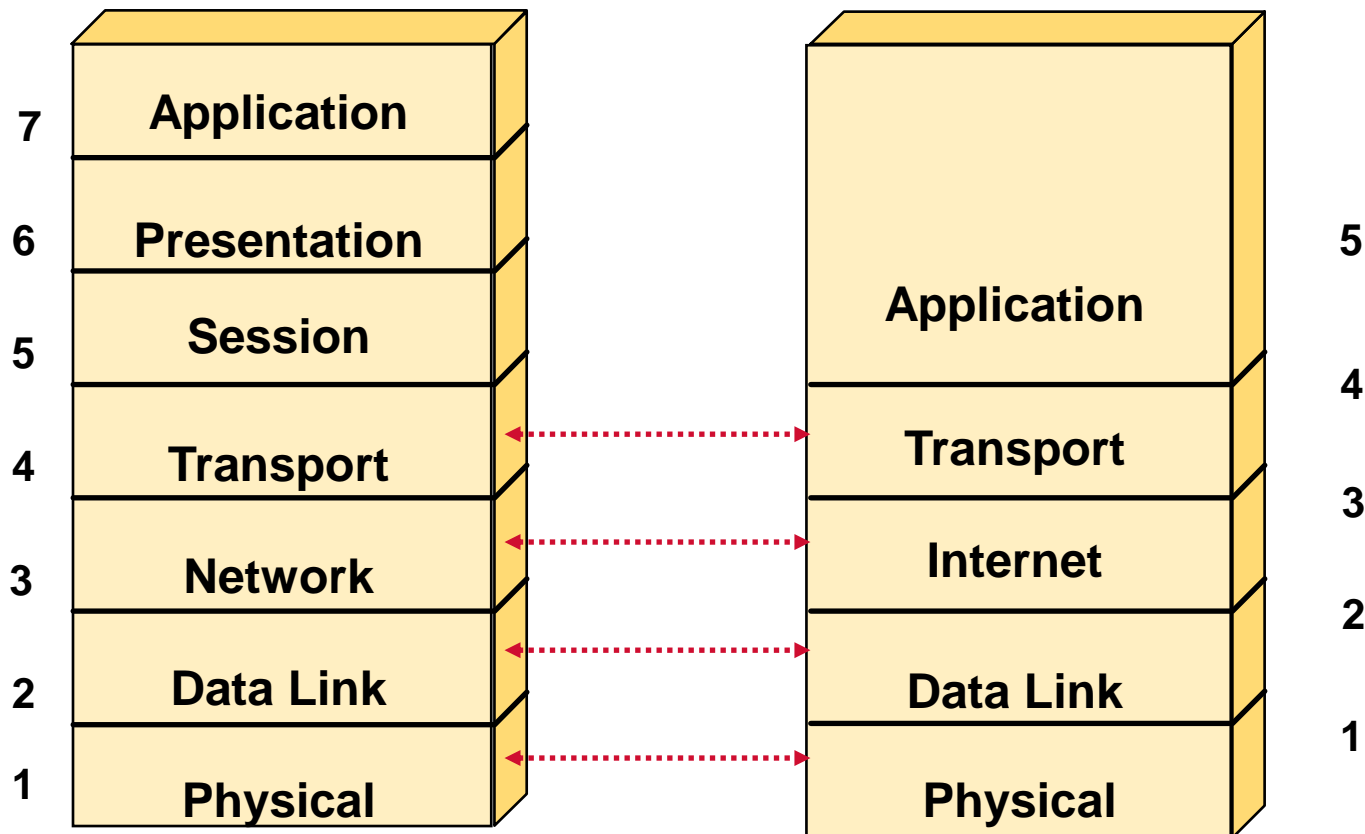 7 Application
6 Presentation
5 Session
4 Transport
3 Network
2 Data Link
1 Physical
Application 5
4
Transport
3
Internet
2
Data Link
1
Physical